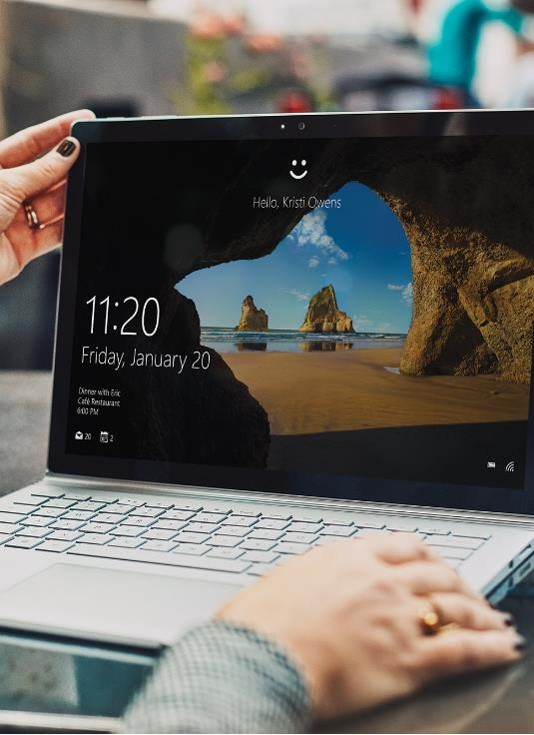 Hello, Kristi Owens
11:20
Friday, January 20
Dinner with Eric
Café Restaurant
6:00 PM
20 2